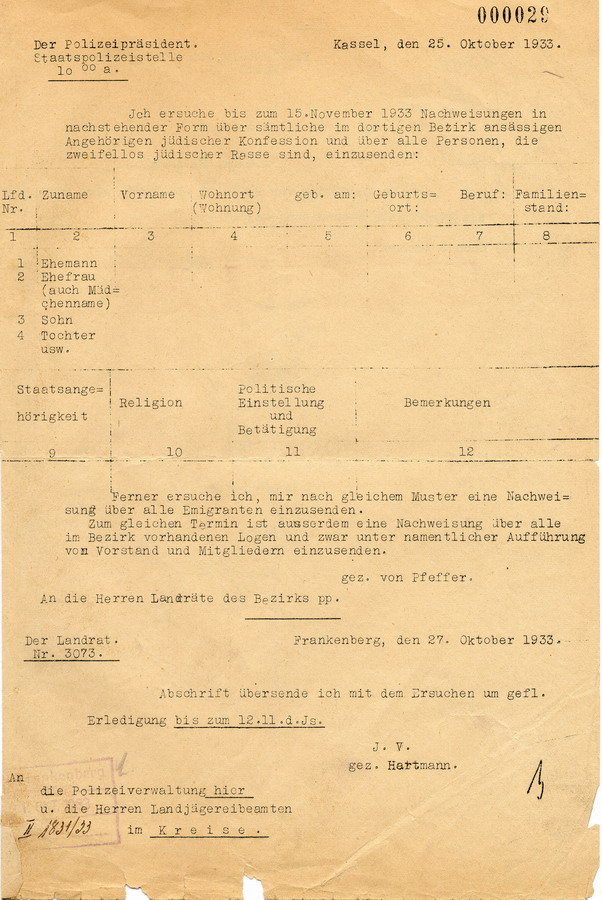 000029
Der Polizeipräsident. Kassel, den 25. Oktober 1933.
Staatspolizeistelle
lo oo a.
Jch ersuche bis zum 15.November 1933 Nachweisungen in
nachstehender Form über sämtliche im dortigen Bezirk ansässigen
Angehörigen jüdischer Konfession und über alle Personen, die
zweifellos jüdischer Rasse sind, einzusenden:
Lfd. Zuname Vorname Wohnort geb. am: Geburts= Beruf: Familien=
Nr. (Wohnung) ort: stand:
1 2 3 4 5 6 7 8
1 Ehemann
2 Ehefrau
(auch Mäd=
chenname)
3 Sohn
4 Tochter
usw.
Staatsange= Politische
Religion Einstellung Bemerkungen
hörigkeit und
Betätigung
9 10 11 12
Ferner ersuche ich, mir nach gleichem Muster eine Nachwei=
sung über alle Emigranten einzusenden.
Zum gleichen Termin ist ausserdem eine Nachweisung über alle
im Bezirk vorhandenen Logen und zwar unter namentlicher Aufführung
von Vorstand und Mitgliedern einzusenden.
gez. von Pfeffer.
An die Herren Landräte des Bezirks pp.
Der Landrat. Frankenberg, den 27. Oktober 1933.
Nr. 3073.
Abschrift übersende ich mit dem Ersuchen um gefl.
Erledigung bis zum 12.11.d.Js.
J. V.
gez. Hartmann.
An
die Polizeiverwaltung hier
u. die Herren Landjägereibeamten
II 1831/33 im K r e i s e .